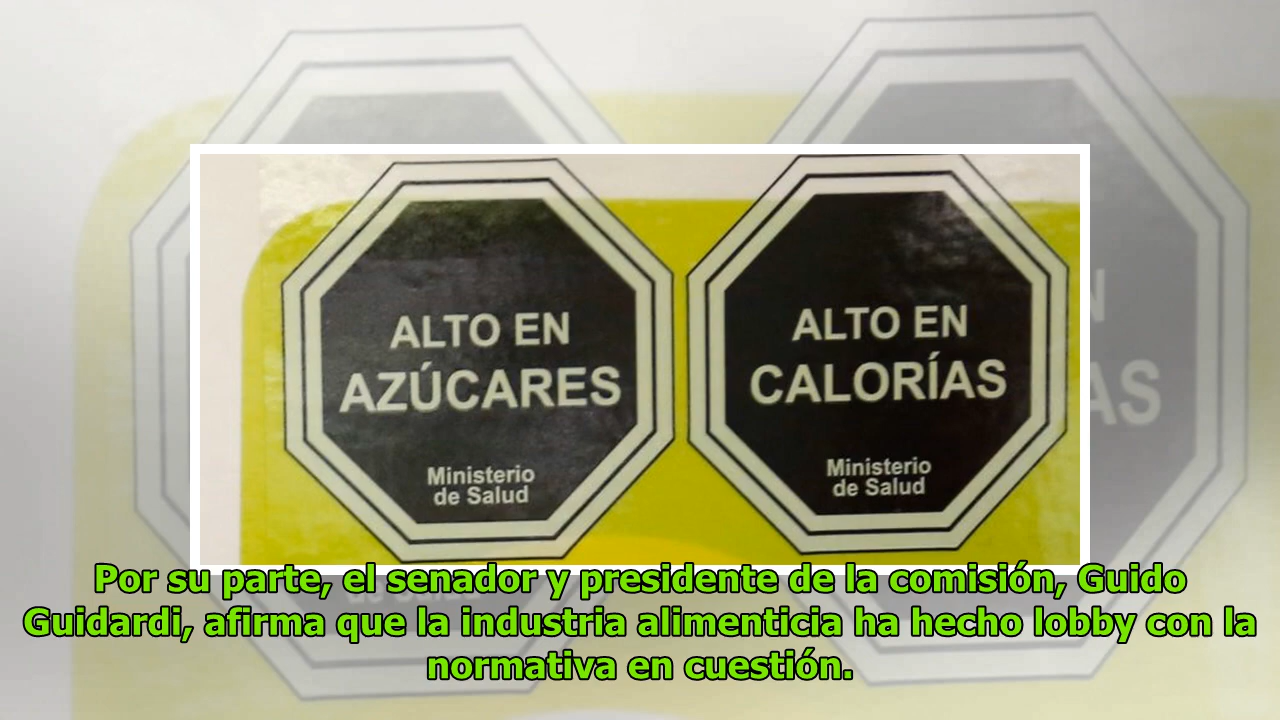 ALTO EN
AZÚCARES
Ministerio
de Salud
ALTO EN
CALORÍAS
Ministerio
de Salud
Por su parte, el senador y presidente de la comisión, Guido
Guidardi, afirma que la industria alimenticia ha hecho lobby con la
normativa en cuestión.